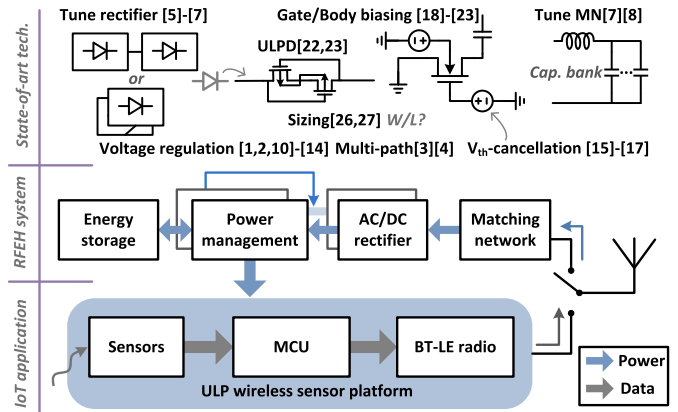 State-of-art tech.
Tune rectifier [5]-[7]
Gate/Body biasing [18]-[23]
Tune MN[7][8]
or
ULPD[22,23]
Cap. bank
Sizing[26,27] W/L?
Voltage regulation [1,2,10]-[14]
Multi-path[3][4]
Vth-cancellation [15]-[17]
RFEH system
Energy
storage
Power
management
AC/DC
rectifier
Matching
network
IoT application
Sensors
MCU
BT-LE radio
ULP wireless sensor platform
Power
Data